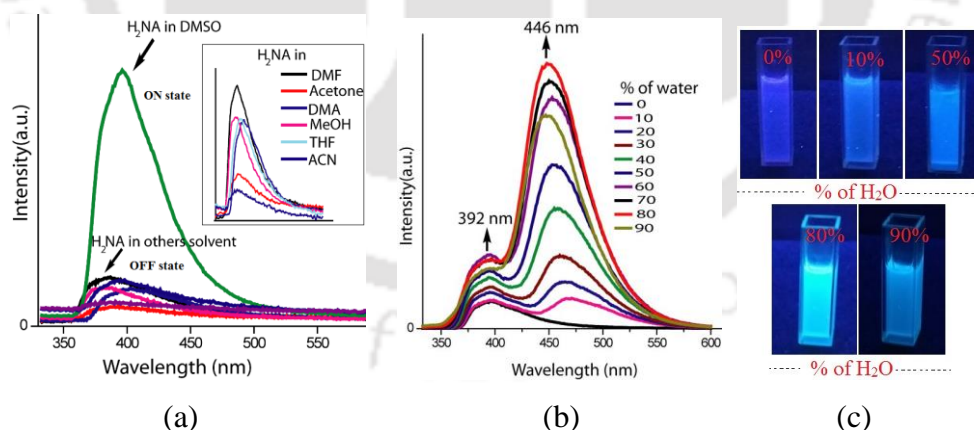 H2NA in DMSO
ON state
H2NA in
DMF
Acetone
DMA
MeOH
THF
ACN
H2NA in others solvent
OFF state
Intensity(a.u.)
0
350
400
450
500
550
Wavelength (nm)
(a)
446 nm
% of water
0
10
20
30
40
50
60
70
80
90
392 nm
Intensity(a.u.)
0
350
400
450
500
550
600
Wavelength (nm)
(b)
0%
10%
50%
% of H2O
80%
90%
% of H2O
(c)